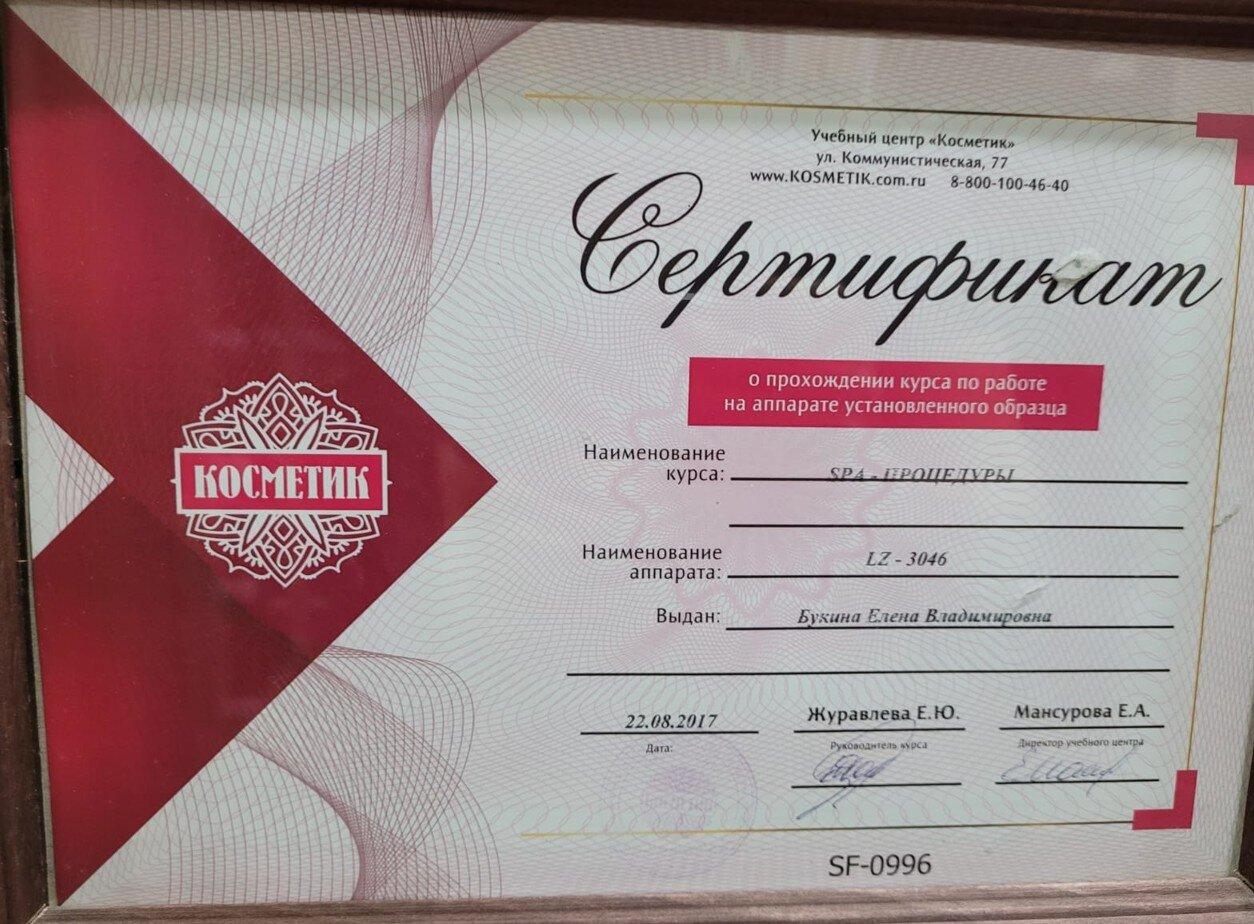 Учебный центр «Косметик»
ул. Коммунистическая, 77
www.KOSMETIK.com.ru 8-800-100-46-40
Сертификат
о прохождении курса по работе
на аппарате установленного образца
КОСМЕТИК
Наименование
курса: SPA - ПРОЦЕДУРЫ
Наименование
аппарата: LZ - 3046
Выдан: Букина Елена Владимировна
22.08.2017 Журавлева Е.Ю. Мансурова Е.А.
Дата: Руководитель курса Директор учебного центра
SF-0996